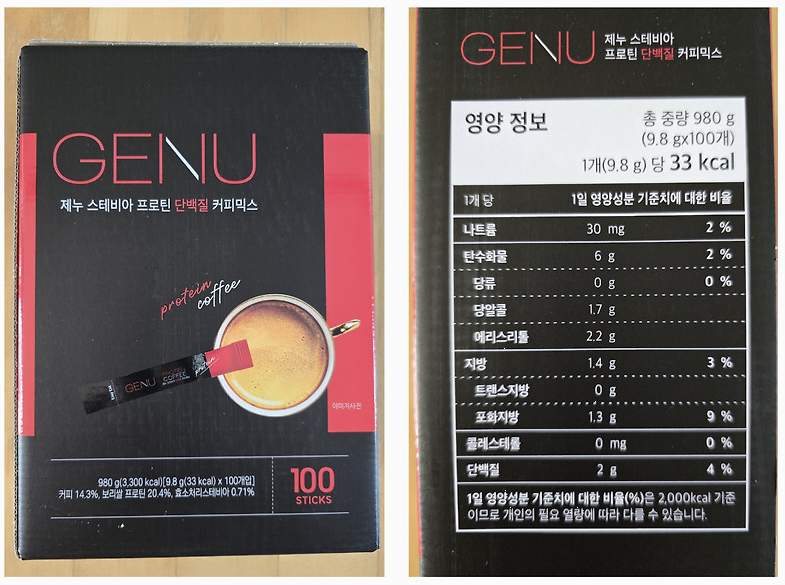 GENU
제누 스테비아 프로틴 단백질 커피믹스
protein
coffee
GENU
COFFEE
protein
이미지사진
980 g(3,300 kcal)[9.8 g(33 kcal) x 100개입]
커피 14.3%, 보리쌀 프로틴 20.4%, 효소처리스테비아 0.71%
100
STICKS
GENU
제누 스테비아
프로틴 단백질 커피믹스
영양 정보
총 중량 980 g
(9.8 gx100개)
1개(9.8 g) 당 33 kcal
1개 당 1일 영양성분 기준치에 대한 비율
나트륨 30 mg 2 %
탄수화물 6 g 2 %
당류 0 g 0 %
당알콜 1.7 g
에리스리톨 2.2 g
지방 1.4 g 3 %
트랜스지방 0 g
포화지방 1.3 g 9 %
콜레스테롤 0 mg 0 %
단백질 2 g 4 %
1일 영양성분 기준치에 대한 비율(%)은 2,000kcal 기준
이므로 개인의 필요 열량에 따라 다를 수 있습니다.